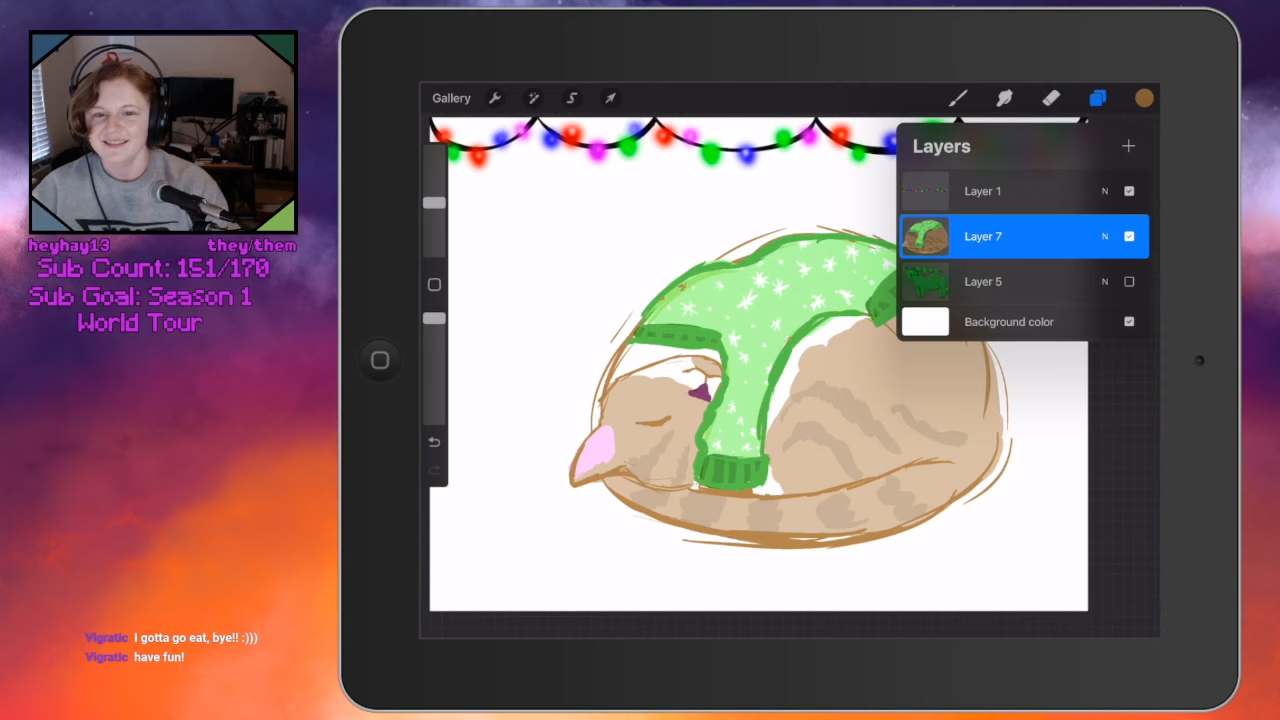 heyhay13 they/them
Sub Count: 151/170
Sub Goal: Season 1
World Tour
Gallery
Layers
Layer 1 N
Layer 7 N
Layer 5 N
Background color
Vigratic I gotta go eat, bye!! :)))
Vigratic have fun!